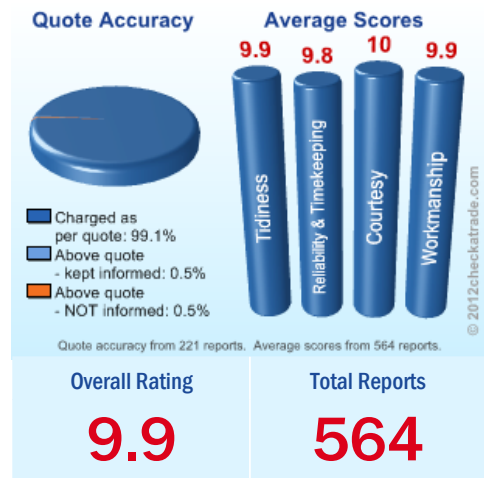 Quote Accuracy
Charged as
per quote: 99.1%
Above quote
- kept informed: 0.5%
Above quote
- NOT informed: 0.5%
Average Scores
9.9
9.8
10
9.9
Tidiness
Reliability & Timekeeping
Courtesy
Workmanship
© 2012checkatrade.com
Quote accuracy from 221 reports. Average scores from 564 reports.
Overall Rating
9.9
Total Reports
564